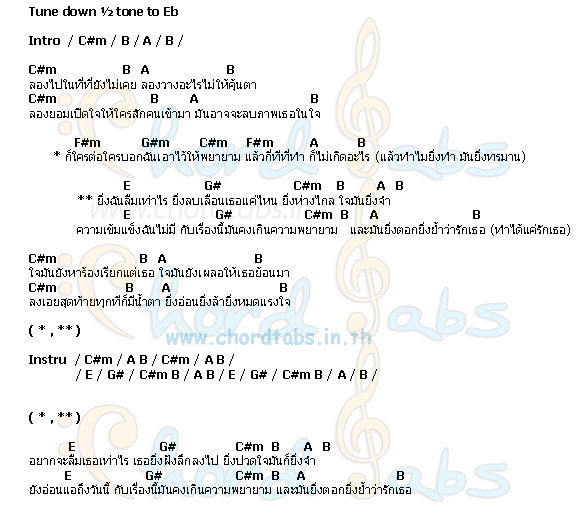 Tune down ½ tone to Eb
Intro / C#m / B / A / B /
C#m B A B
ลองไปในที่ที่ยังไม่เคย ลองวางอะไรไม่ให้คุ้นตา
C#m B A B
ลองยอมเปิดใจให้ใครสักคนเข้ามา มันอาจจะลบภาพเธอในใจ
F#m G#m C#m F#m A B
* ก็ใครต่อใครบอกฉันเอาไว้ให้พยายาม แล้วกี่ทีที่ทำ ก็ไม่เกิดอะไร (แล้วทำไมยิ่งทำ มันยิ่งทรมาน)
E G# C#m B A B
** ยิ่งฉันลืมเท่าไร ยิ่งลบเลือนเธอแค่ไหน ยิ่งห่างไกล ใจมันยิ่งจำ
E G# C#m B A B
ความเข้มแข็งฉันไม่มี กับเรื่องนี้มันคงเกินความพยายาม และมันยิ่งตอกยิ่งย้ำว่ารักเธอ (ทำได้แค่รักเธอ)
C#m B A B
ใจมันยังหาร้องเรียกแต่เธอ ใจมันยังเผลอให้เธอย้อนมา
C#m B A B
ลงเอยสุดท้ายทุกทีก็มีน้ำตา ยิ่งอ่อนยิ่งล้ายิ่งหมดแรงใจ
( * , ** )
www.chordtabs.in.th
Instru / C#m / A B / C#m / A B /
/ E / G# / C#m B / A B / E / G# / C#m B / A / B /
( * , ** )
E G# C#m B A B
อยากจะลืมเธอเท่าไร เธอยิ่งฝังลึกลงไป ยิ่งปวดใจมันก็ยิ่งจำ
E G# C#m B A B
ยังอ่อนแอถึงวันนี้ กับเรื่องนี้มันคงเกินความพยายาม และมันยิ่งตอกยิ่งย้ำว่ารักเธอ